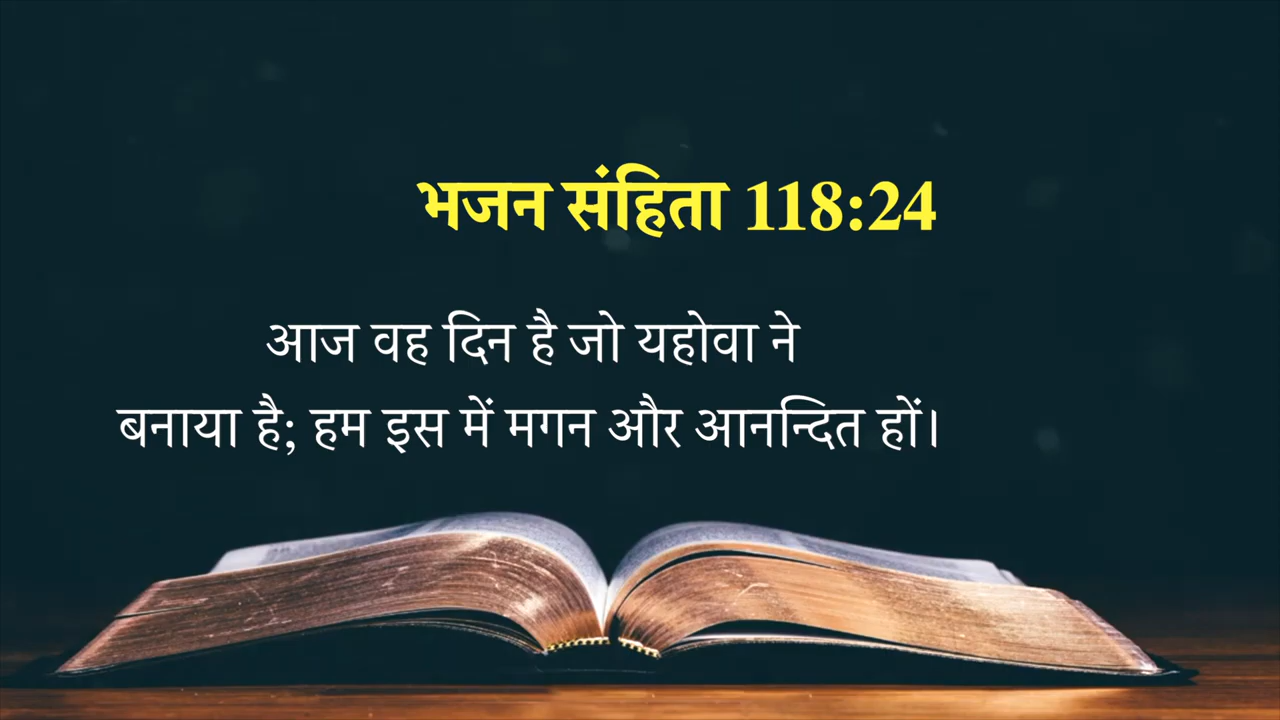 भजन संहिता 118:24
आज वह दिन है जो यहोवा ने
बनाया है; हम इस में मगन और आनन्दित हों।